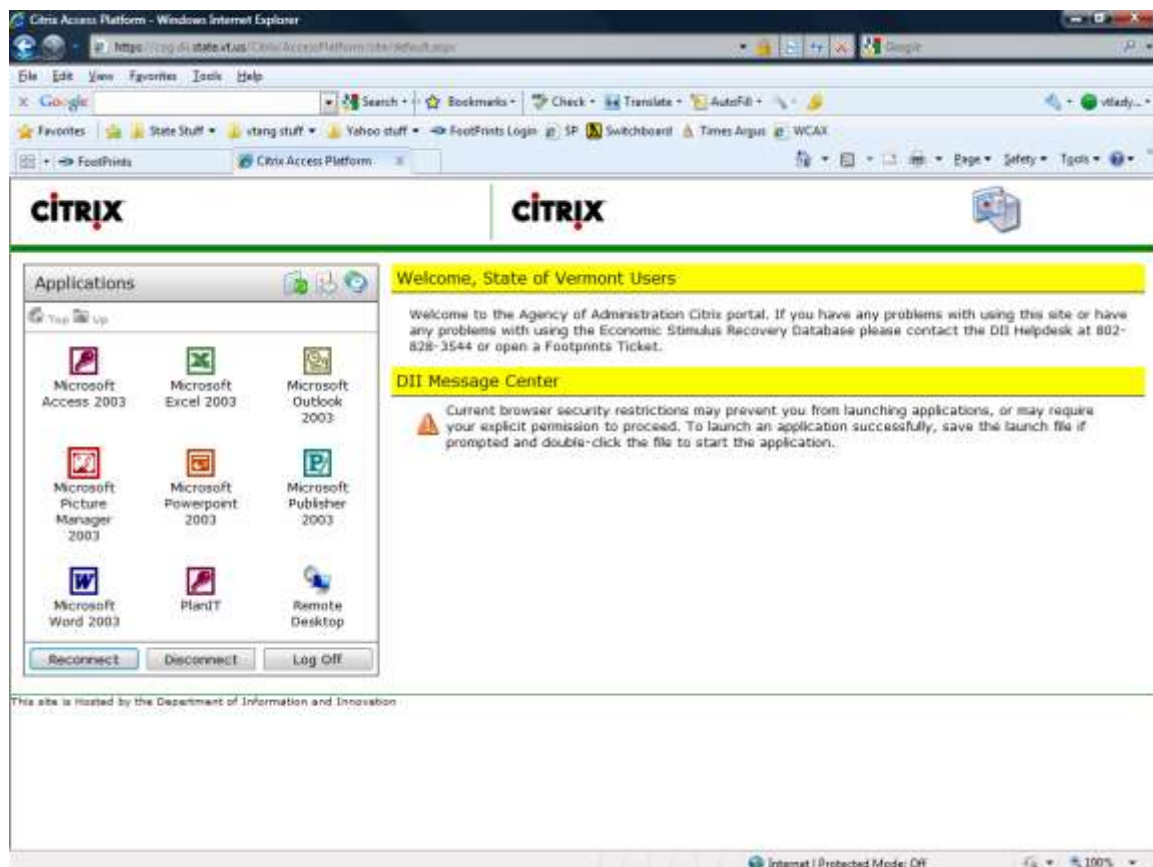 Citrix Access Platform - Windows Internet Explorer
Google
File Edit View Favorites Tools Help
x Google Search Bookmarks Check Translate AutoFill
Favorites State Stuff vtang stuff Yahoo stuff FootPrints Login SP Switchboard Times Argus WCAX
FootPrints Citrix Access Platform x Page Safety Tools
CITRIX CITRIX
Applications
Top Up
Microsoft Access 2003
Microsoft Excel 2003
Microsoft Outlook 2003
Microsoft Picture Manager 2003
Microsoft Powerpoint 2003
Microsoft Publisher 2003
Microsoft Word 2003
PlanIT
Remote Desktop
Reconnect Disconnect Log Off
Welcome, State of Vermont Users
Welcome to the Agency of Administration Citrix portal. If you have any problems with using this site or have
any problems with using the Economic Stimulus Recovery Database please contact the DII Helpdesk at 802-
828-3544 or open a Footprints Ticket.
DII Message Center
Current browser security restrictions may prevent you from launching applications, or may require
your explicit permission to proceed. To launch an application successfully, save the launch file if
prompted and double-click the file to start the application.
This site is Hosted by the Department of Information and Innovation
Internet | Protected Mode: Off 100%